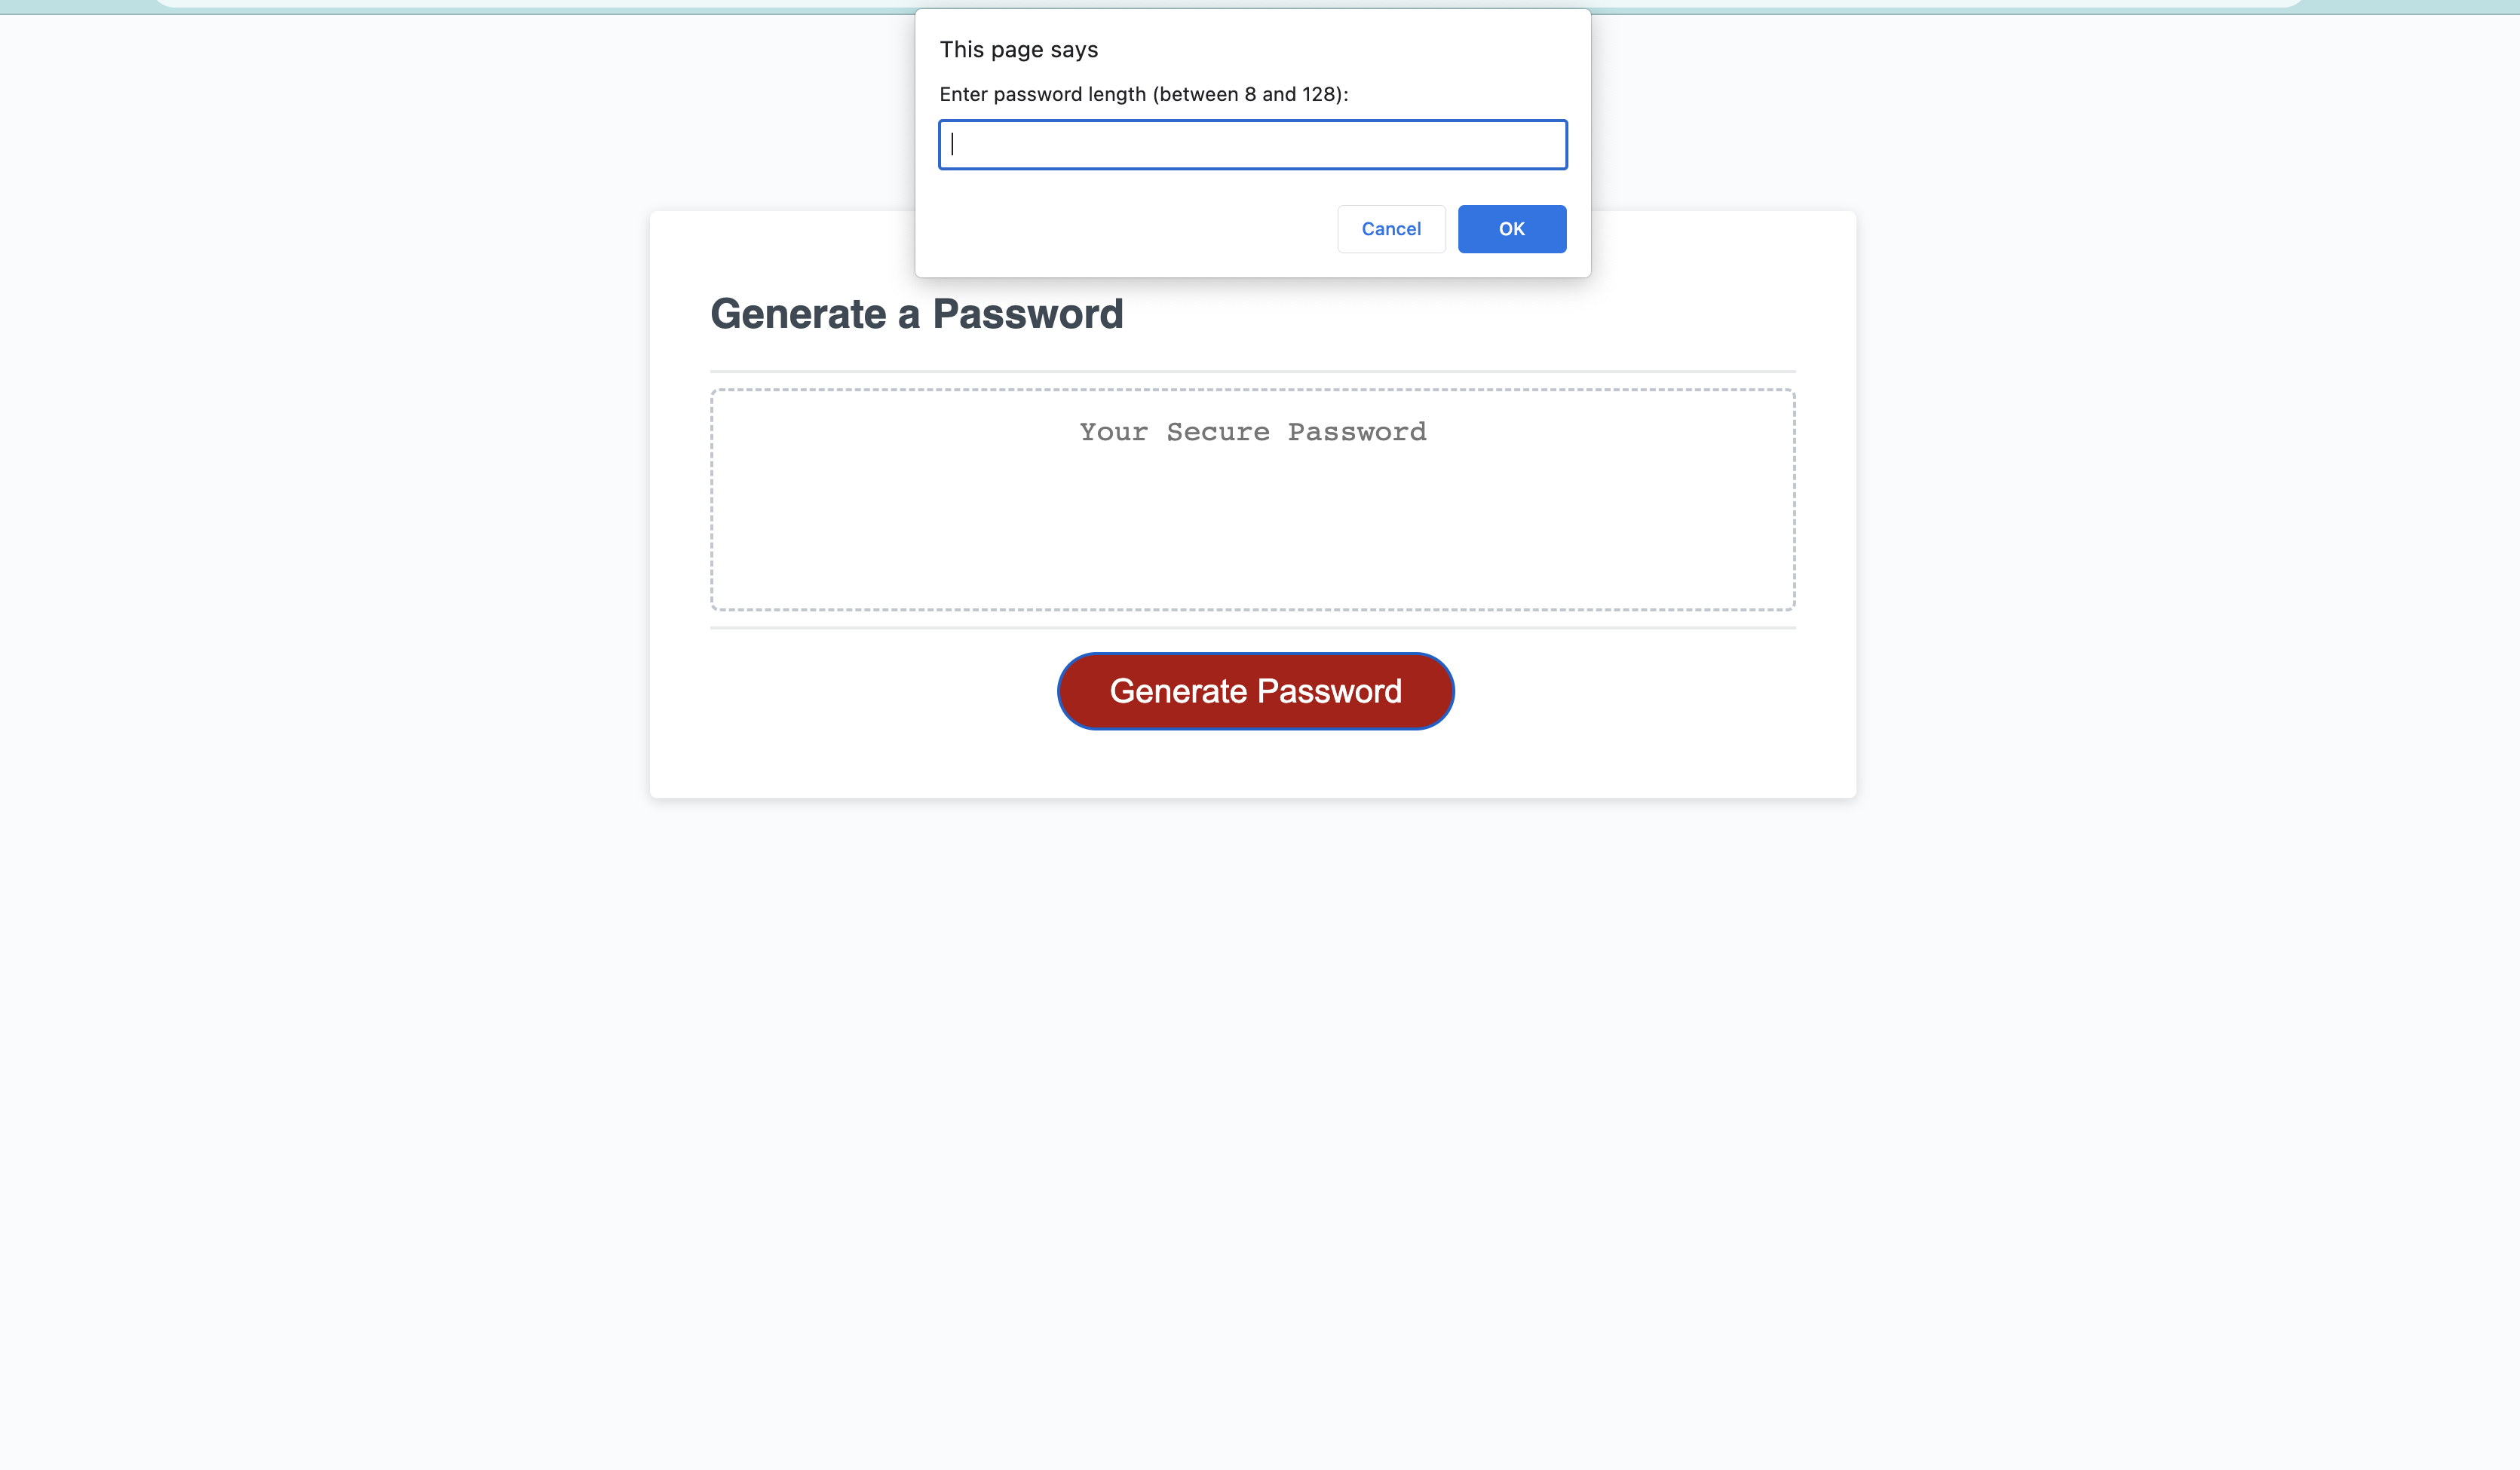 This page says
Enter password length (between 8 and 128):
Cancel
OK
Generate a Password
Your Secure Password
Generate Password